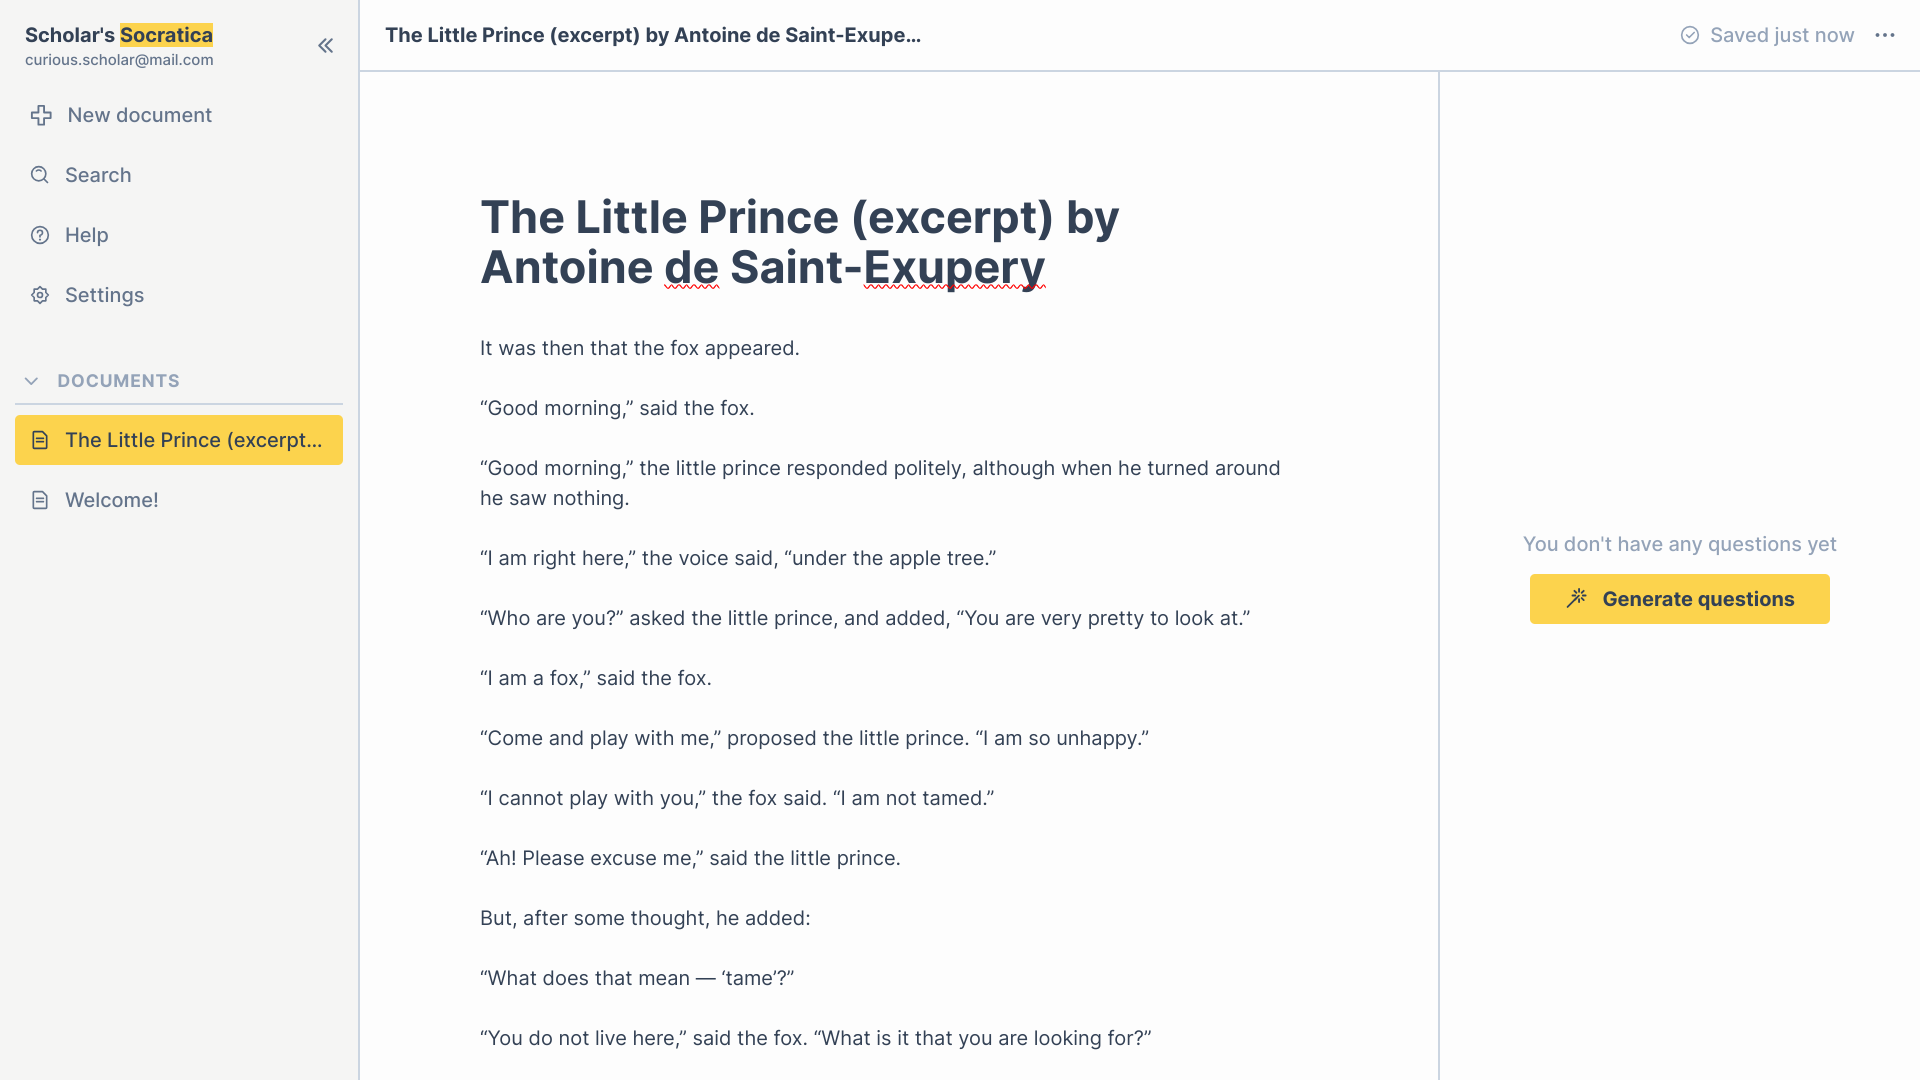 Scholar's Socratica
curious.scholar@mail.com
New document
Search
Help
Settings
DOCUMENTS
The Little Prince (excerpt...
Welcome!
The Little Prince (excerpt) by Antoine de Saint-Exupe...
Saved just now
The Little Prince (excerpt) by
Antoine de Saint-Exupery
It was then that the fox appeared.
“Good morning,” said the fox.
“Good morning,” the little prince responded politely, although when he turned around
he saw nothing.
“I am right here,” the voice said, “under the apple tree.”
“Who are you?” asked the little prince, and added, “You are very pretty to look at.”
“I am a fox,” said the fox.
“Come and play with me,” proposed the little prince. “I am so unhappy.”
“I cannot play with you,” the fox said. “I am not tamed.”
“Ah! Please excuse me,” said the little prince.
But, after some thought, he added:
“What does that mean — ‘tame’?”
“You do not live here,” said the fox. “What is it that you are looking for?”
You don't have any questions yet
Generate questions